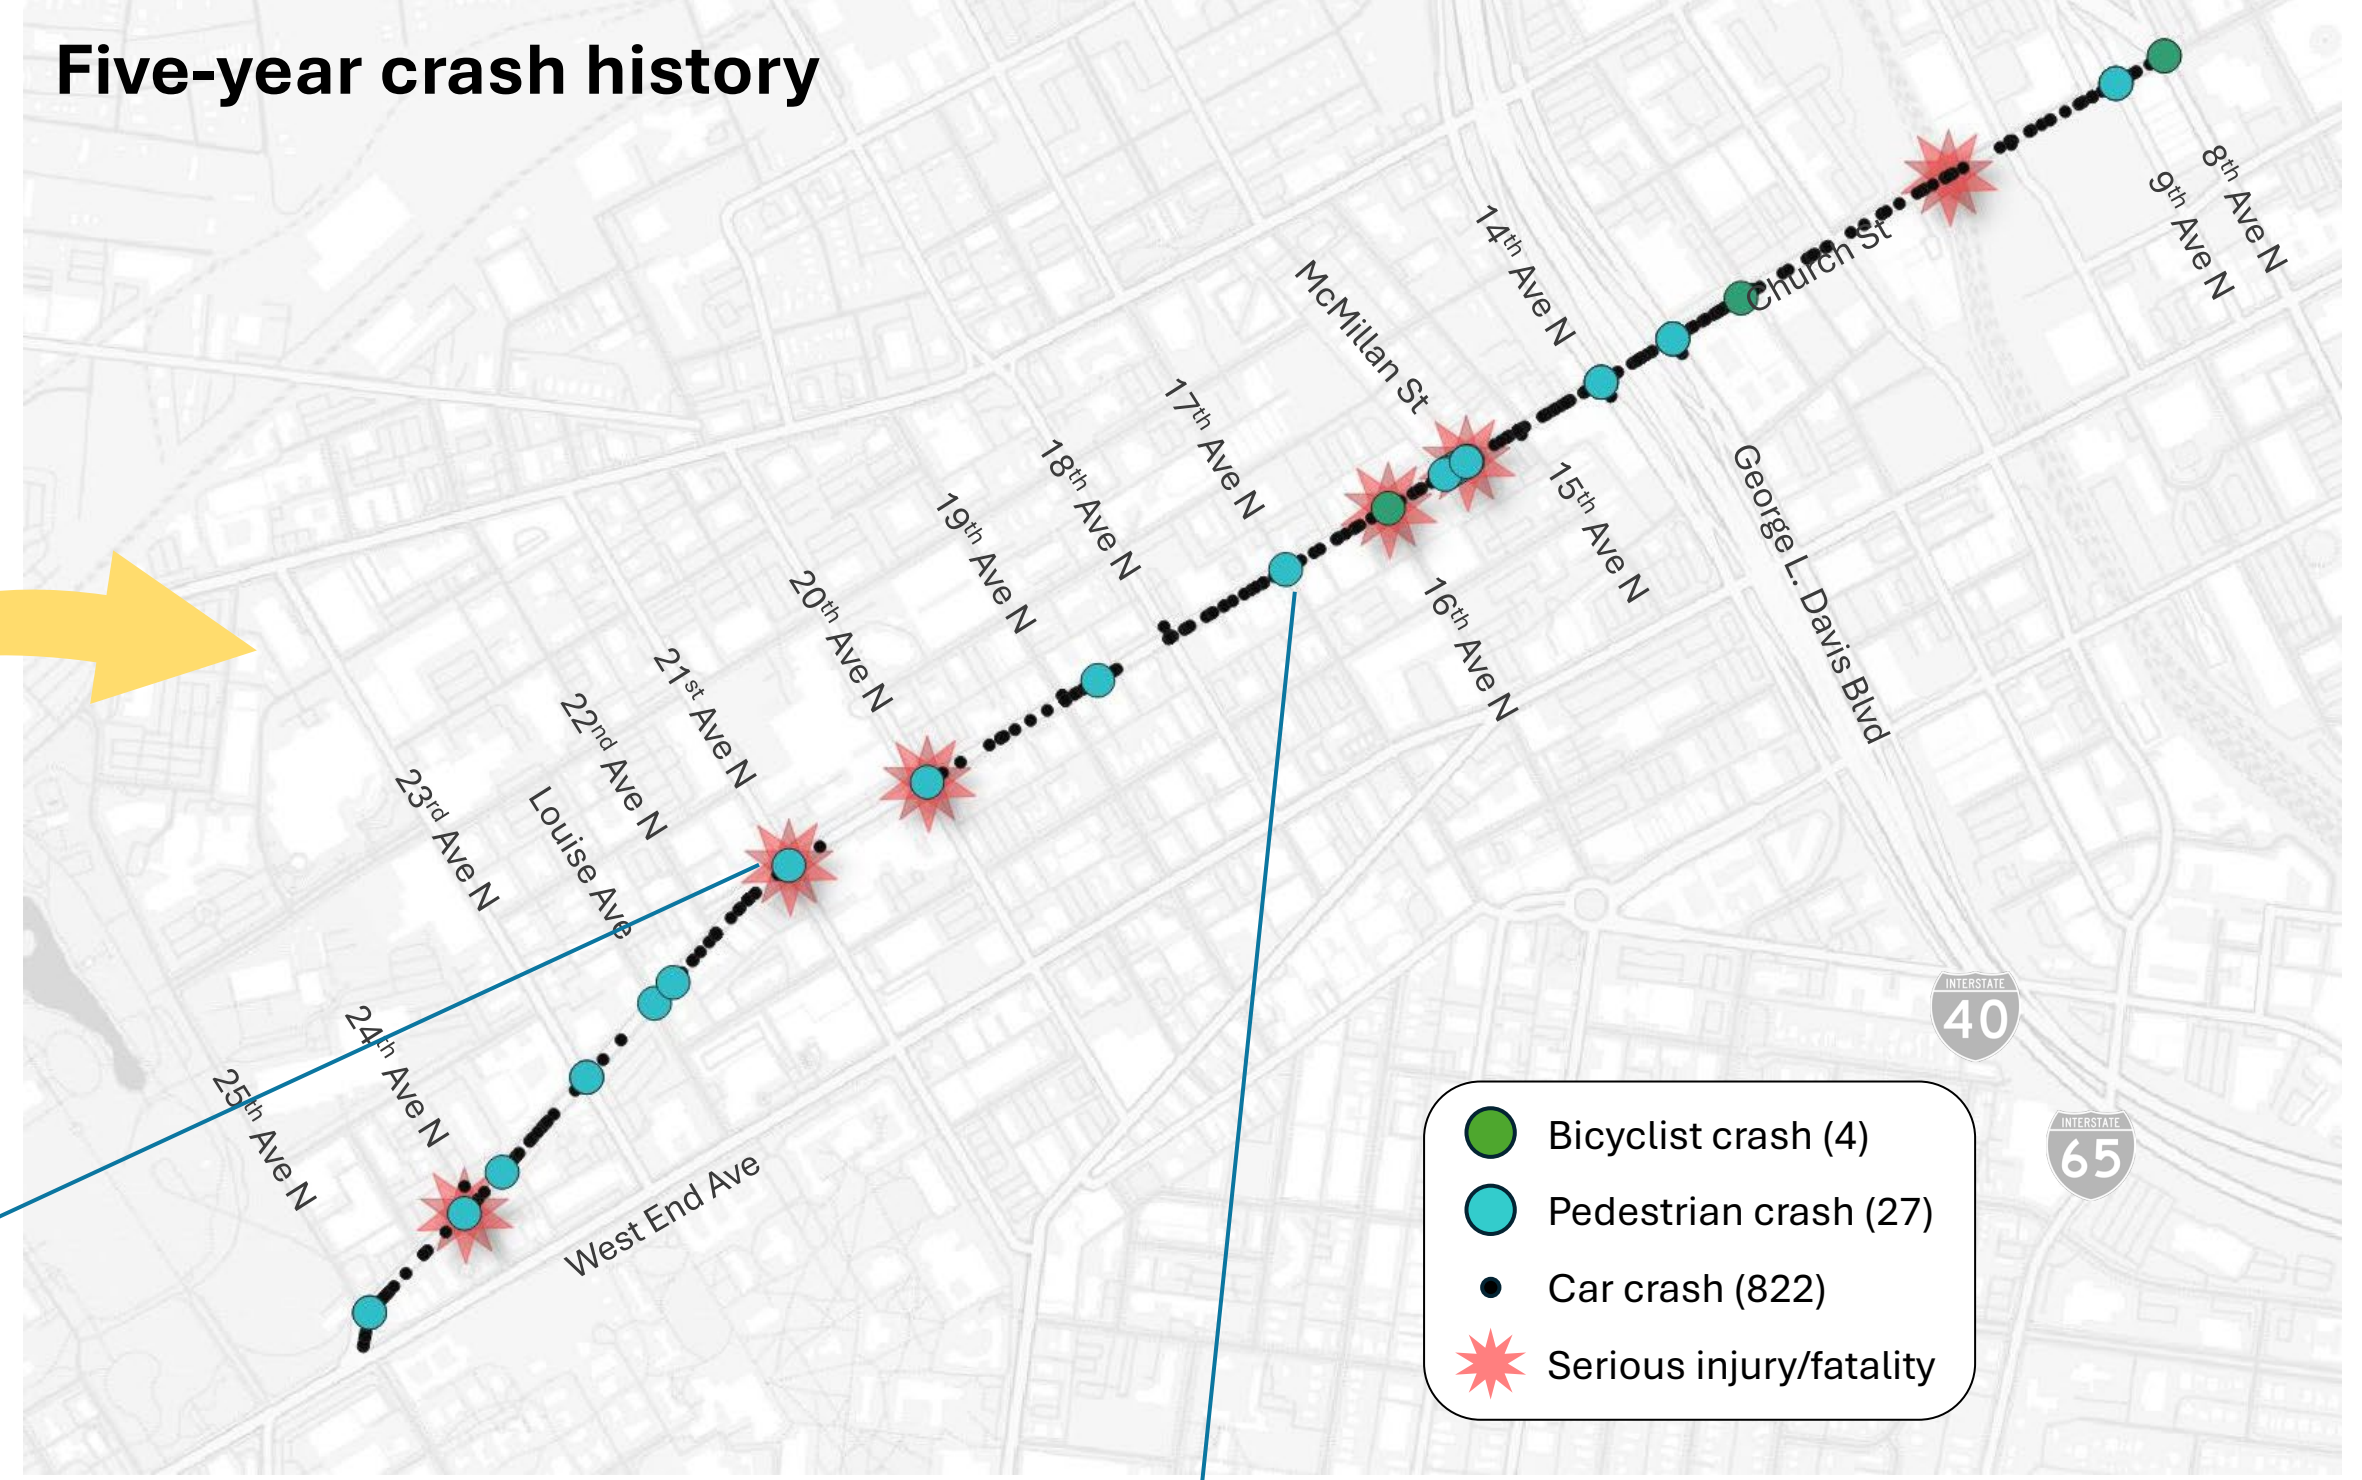 Five-year crash history
8th Ave N
9th Ave N
Church St
14th Ave N
McMillan St
17th Ave N
18th Ave N
19th Ave N
20th Ave N
21st Ave N
22nd Ave N
Louise Ave
23rd Ave N
24th Ave N
25th Ave N
15th Ave N
16th Ave N
George L. Davis Blvd
West End Ave
INTERSTATE
40
INTERSTATE
65
Bicyclist crash (4)
Pedestrian crash (27)
Car crash (822)
Serious injury/fatality